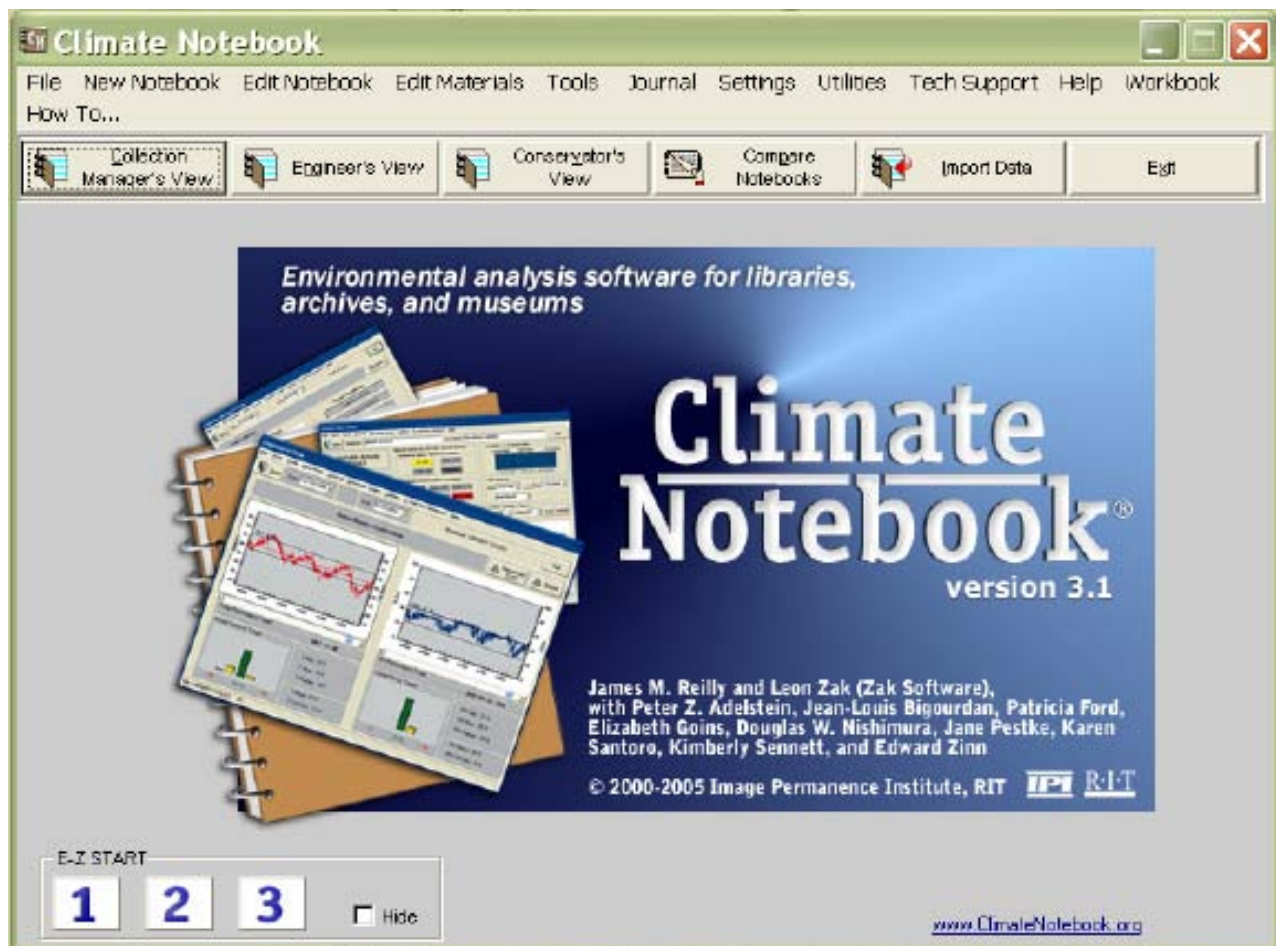 Climate Notebook
File New Notebook Edit Notebook Edit Materials Tools Journal Settings Utilities Tech Support Help Workbook
How To...
Collection Manager's View
Engineer's View
Conservator's View
Compare Notebooks
Import Data
Exit
Environmental analysis software for libraries,
archives, and museums
Climate
Notebook®
version 3.1
James M. Reilly and Leon Zak (Zak Software),
with Peter Z. Adelstein, Jean-Louis Bigourdan, Patricia Ford,
Elizabeth Goins, Douglas W. Nishimura, Jane Pestke, Karen
Santoro, Kimberly Sennett, and Edward Zinn
© 2000-2005 Image Permanence Institute, RIT IPI R·I·T
E-Z START
1 2 3 Hide
www.ClimateNotebook.org